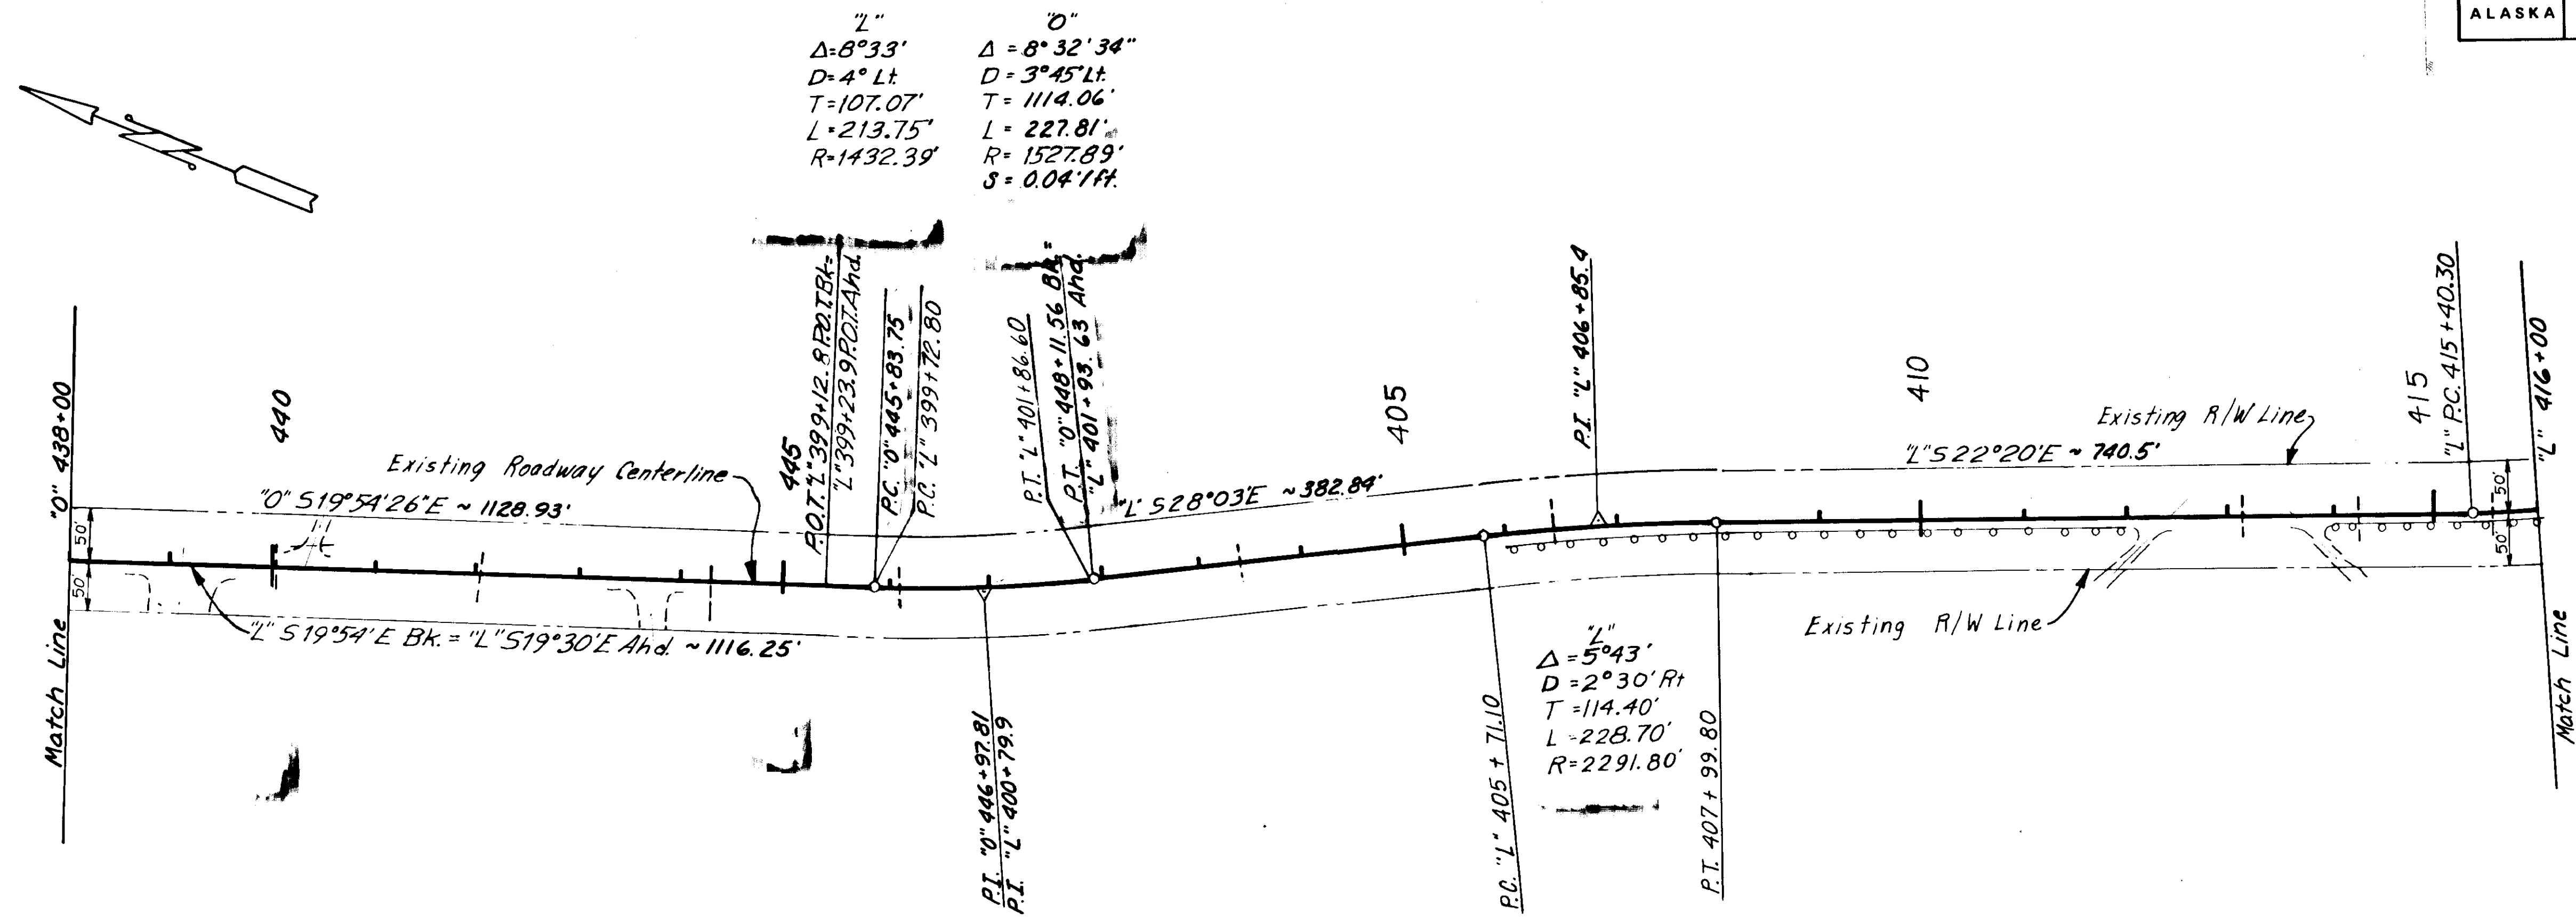 ALASKA
"L"
Δ=8°33'
D=4° Lt.
T=107.07'
L=213.75'
R=1432.39'
"O"
Δ = 8°32'34"
D = 3°45' Lt.
T = 1114.06'
L = 227.81'
R = 1527.89'
S = 0.04'/ft.
"O" 438+00
Match Line
440
445
405
410
415
"L" 416+00
Match Line
P.O.T. "L" 399+12.8 P.O.T. Bk.=
"L" 399+23.9 P.O.T. Ahd.
P.C. "O" 445+83.75
P.C. "L" 399+72.80
P.T. "L" 401+86.60
P.T. "O" 448+11.56 Bk.
"L" 401+93.63 Ahd.
P.I. "L" 406+85.4
"L" P.C. 415+40.30
Existing Roadway Centerline
"O" S19°54'26"E ~ 1128.93'
"L" S28°03'E ~382.84'
Existing R/W Line
"L" S22°20'E ~ 740.5'
50'
50'
50'
50'
"L" S19°54'E Bk. = "L" S19°30'E Ahd. ~1116.25'
Existing R/W Line
P.I. "O" 446+97.81
P.I. "L" 400+79.9
P.C. "L" 405+71.10
"L"
Δ = 5°43'
D = 2°30' Rt
T = 114.40'
L = 228.70'
R = 2291.80'
P.T. 407+99.80